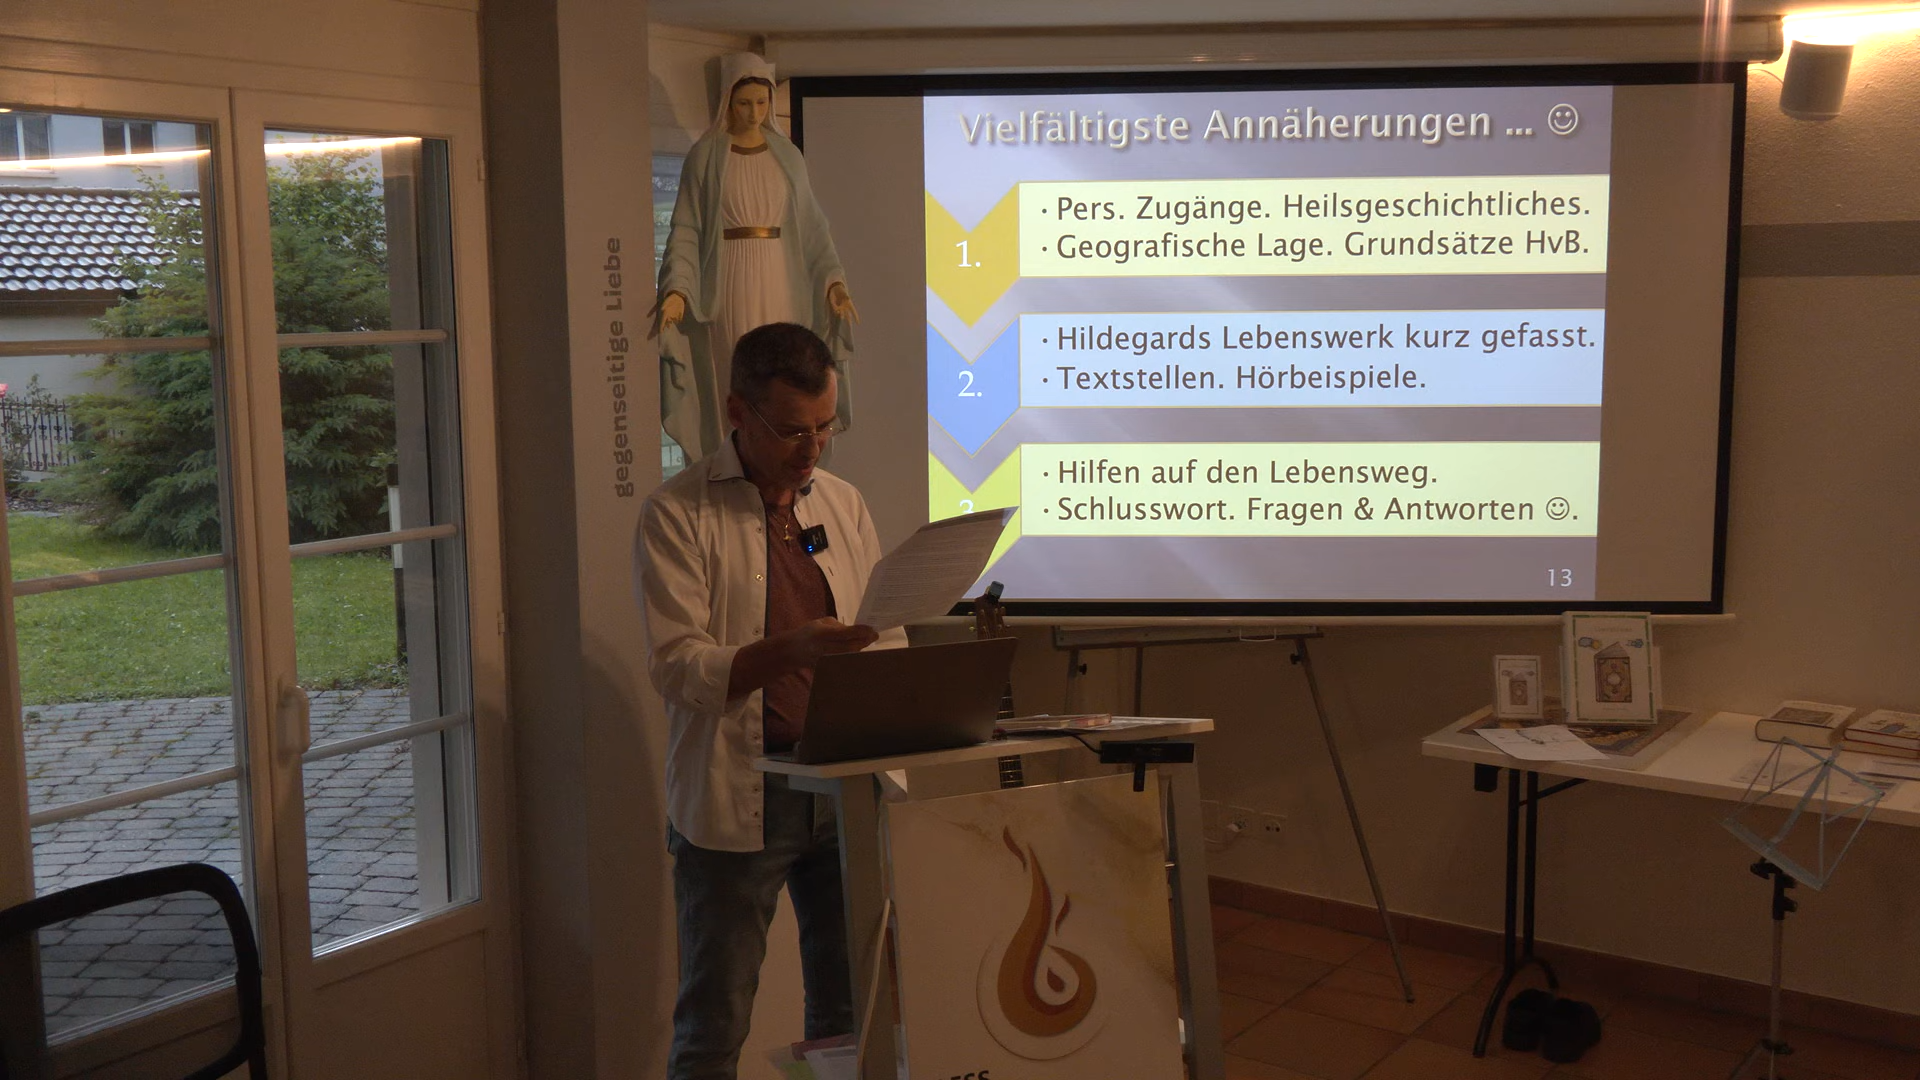 gegenseitige Liebe
Vielfältigste Annäherungen ... ☺
1.
· Pers. Zugänge. Heilsgeschichtliches.
· Geografische Lage. Grundsätze HvB.
2.
· Hildegards Lebenswerk kurz gefasst.
· Textstellen. Hörbeispiele.
3.
· Hilfen auf den Lebensweg.
· Schlusswort. Fragen & Antworten ☺.
13